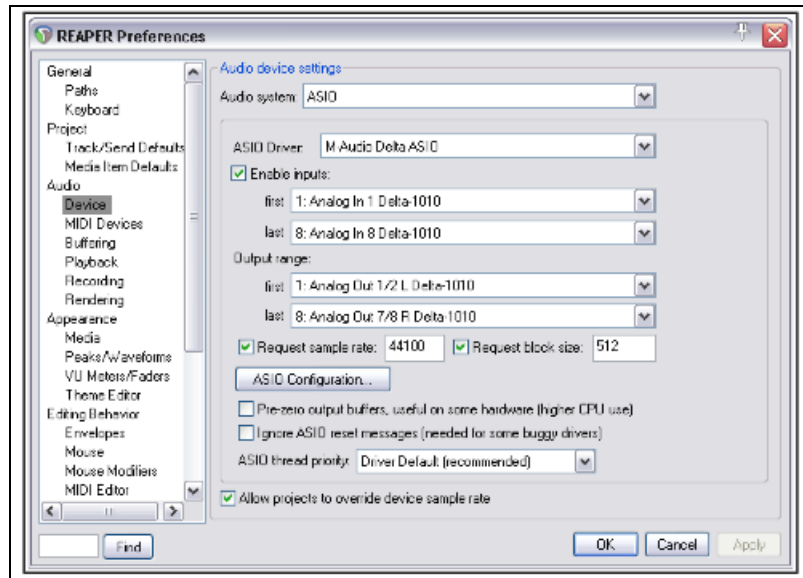 REAPER Preferences
General
Paths
Keyboard
Project
Track/Send Defaults
Media Item Defaults
Audio
Device
MIDI Devices
Buffering
Playback
Recording
Rendering
Appearance
Media
Peaks/Waveforms
VU Meters/Faders
Theme Editor
Editing Behavior
Envelopes
Mouse
Mouse Modifiers
MIDI Editor
Find
Audio device settings
Audio system: ASIO
ASIO Driver: M-Audio Delta ASIO
Enable inputs:
first 1: Analog In 1 Delta-1010
last 8: Analog In 8 Delta-1010
Output range:
first 1: Analog Out 1/2 L Delta-1010
last 8: Analog Out 7/8 R Delta-1010
Request sample rate: 44100 Request block size: 512
ASIO Configuration...
Pre-zero output buffers, useful on some hardware (higher CPU use)
Ignore ASIO reset messages (needed for some buggy drivers)
ASIO thread priority: Driver Default (recommended)
Allow projects to override device sample rate
OK Cancel Apply